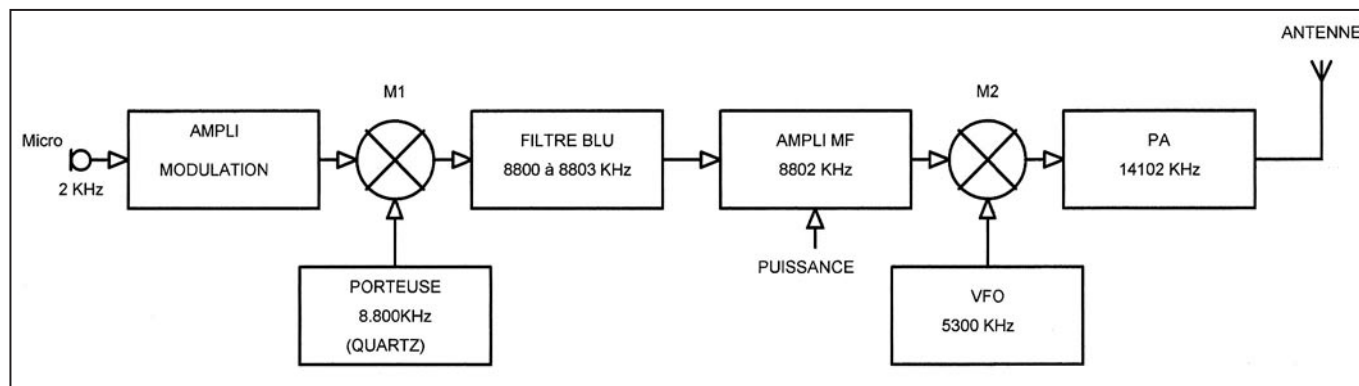 ANTENNE
M1
M2
Micro
2 KHz
AMPLI
MODULATION
FILTRE BLU
8800 à 8803 KHz
AMPLI MF
8802 KHz
PA
14102 KHz
PUISSANCE
PORTEUSE
8.800KHz
(QUARTZ)
VFO
5300 KHz